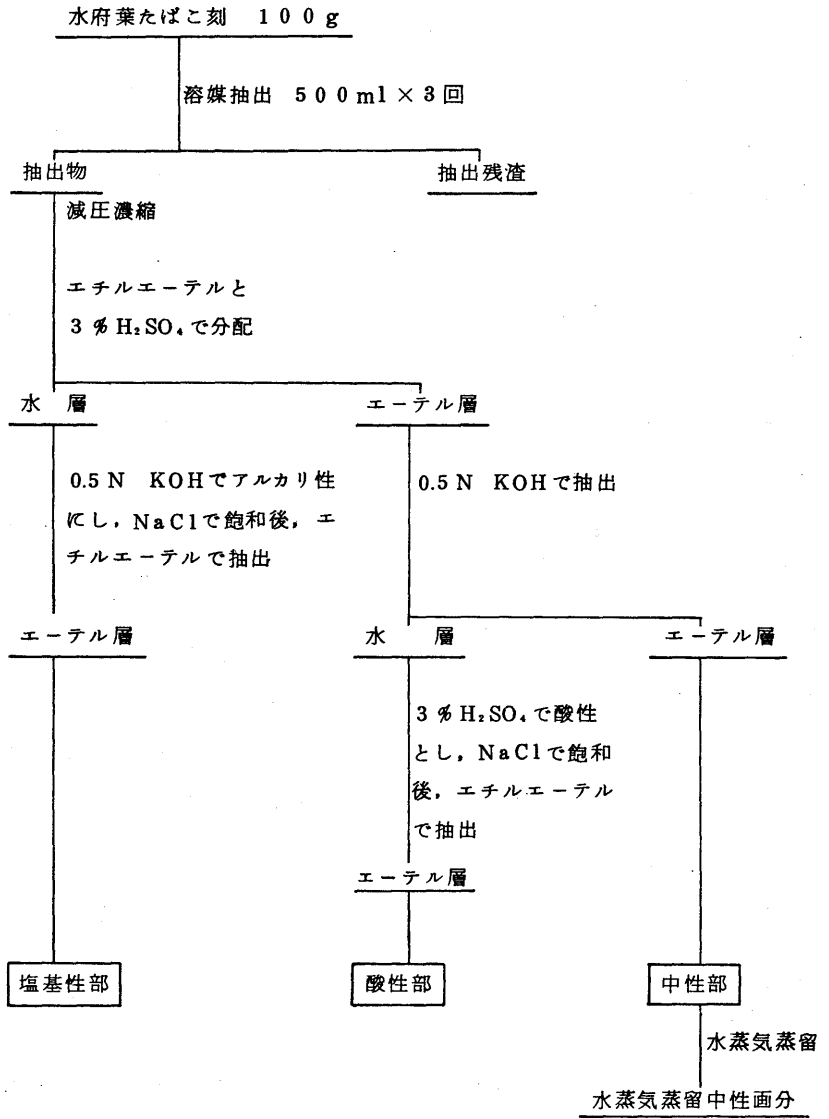 水府葉たばこ刻 100g
溶媒抽出 500ml×3回
抽出物
抽出残渣
減圧濃縮
エチルエーテルと
3%H₂SO₄で分配
水 層
エーテル層
0.5N KOHでアルカリ性
にし,NaClで飽和後,エ
チルエーテルで抽出
0.5N KOHで抽出
エーテル層
水 層
エーテル層
3%H₂SO₄で酸性
とし,NaClで飽和
後,エチルエーテル
で抽出
エーテル層
塩基性部
酸性部
中性部
水蒸気蒸留
水蒸気蒸留中性画分